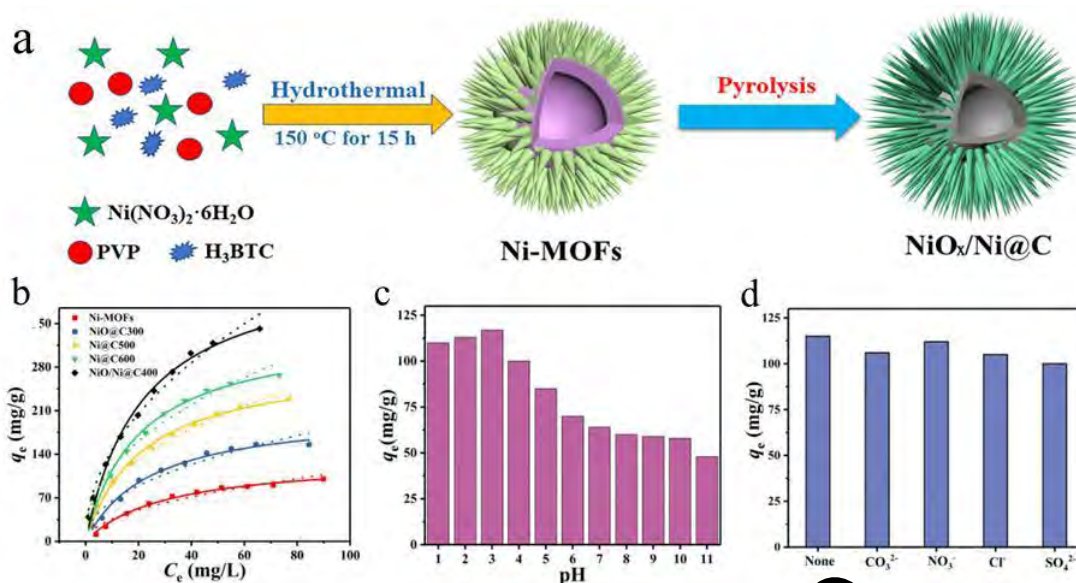 a
Hydrothermal
150 °C for 15 h
Pyrolysis
Ni(NO₃)₂·6H₂O
PVP
H₃BTC
Ni-MOFs
NiOₓ/Ni@C
b
qₑ (mg/g)
50
280
210
140
70
0
Ni-MOFs
NiO@C300
Ni@C500
Ni@C600
NiO/Ni@C400
0 20 40 60 80 100
Cₑ (mg/L)
c
qₑ(mg/g)
125
100
75
50
25
0
1 2 3 4 5 6 7 8 9 10 11
pH
d
qₑ (mg/g)
125
100
75
50
25
0
None CO₃²⁻ NO₃⁻ Cl⁻ SO₄²⁻